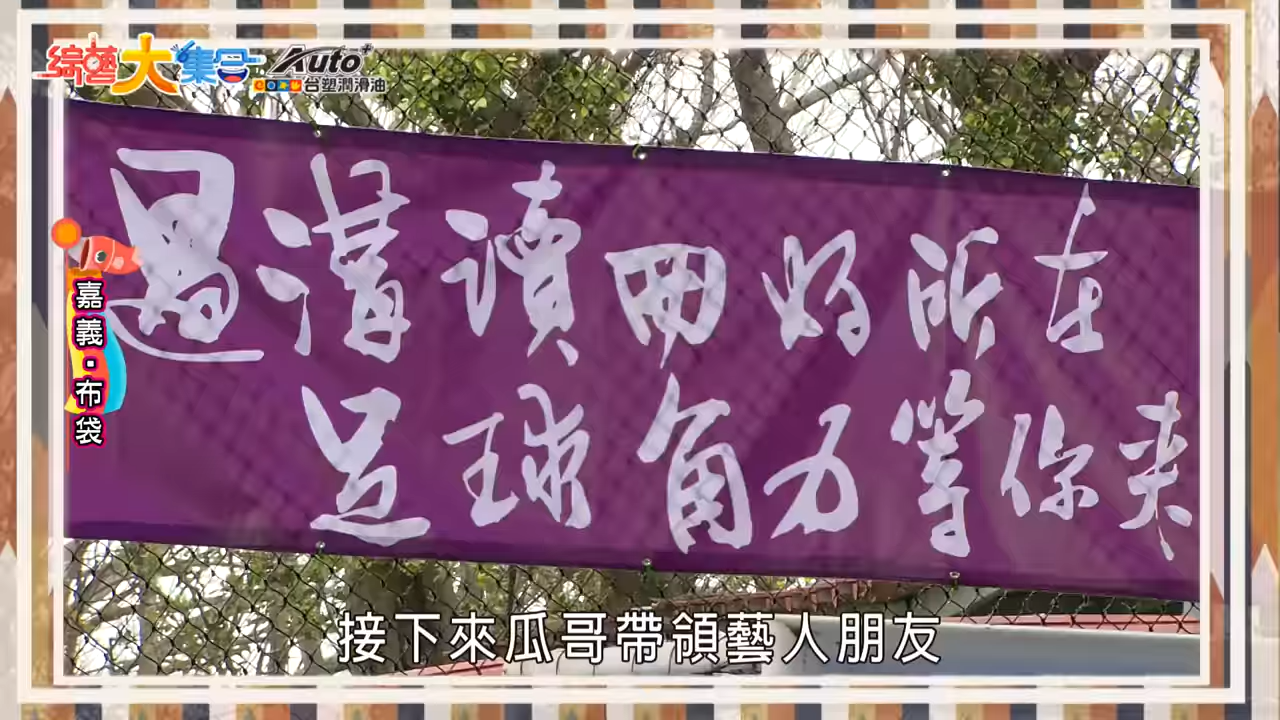 綜藝大集合
Auto+
台塑潤滑油
過溝讀冊好所在
足球角力等你來
嘉義·布袋
接下來瓜哥帶領藝人朋友